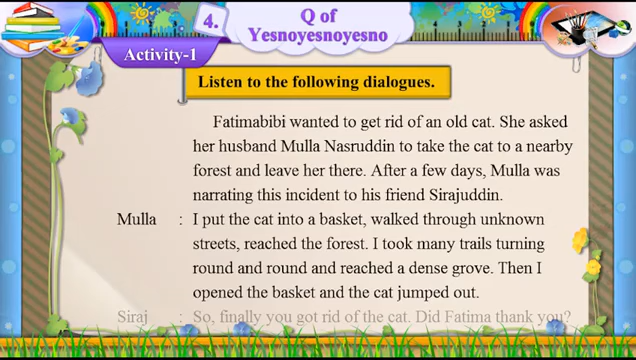 4.
Q of
Yesnoyesnoyesno
Activity-1
Listen to the following dialogues.
Fatimabibi wanted to get rid of an old cat. She asked
her husband Mulla Nasruddin to take the cat to a nearby
forest and leave her there. After a few days, Mulla was
narrating this incident to his friend Sirajuddin.
Mulla : I put the cat into a basket, walked through unknown
streets, reached the forest. I took many trails turning
round and round and reached a dense grove. Then I
opened the basket and the cat jumped out.
Siraj : So, finally you got rid of the cat. Did Fatima thank you?